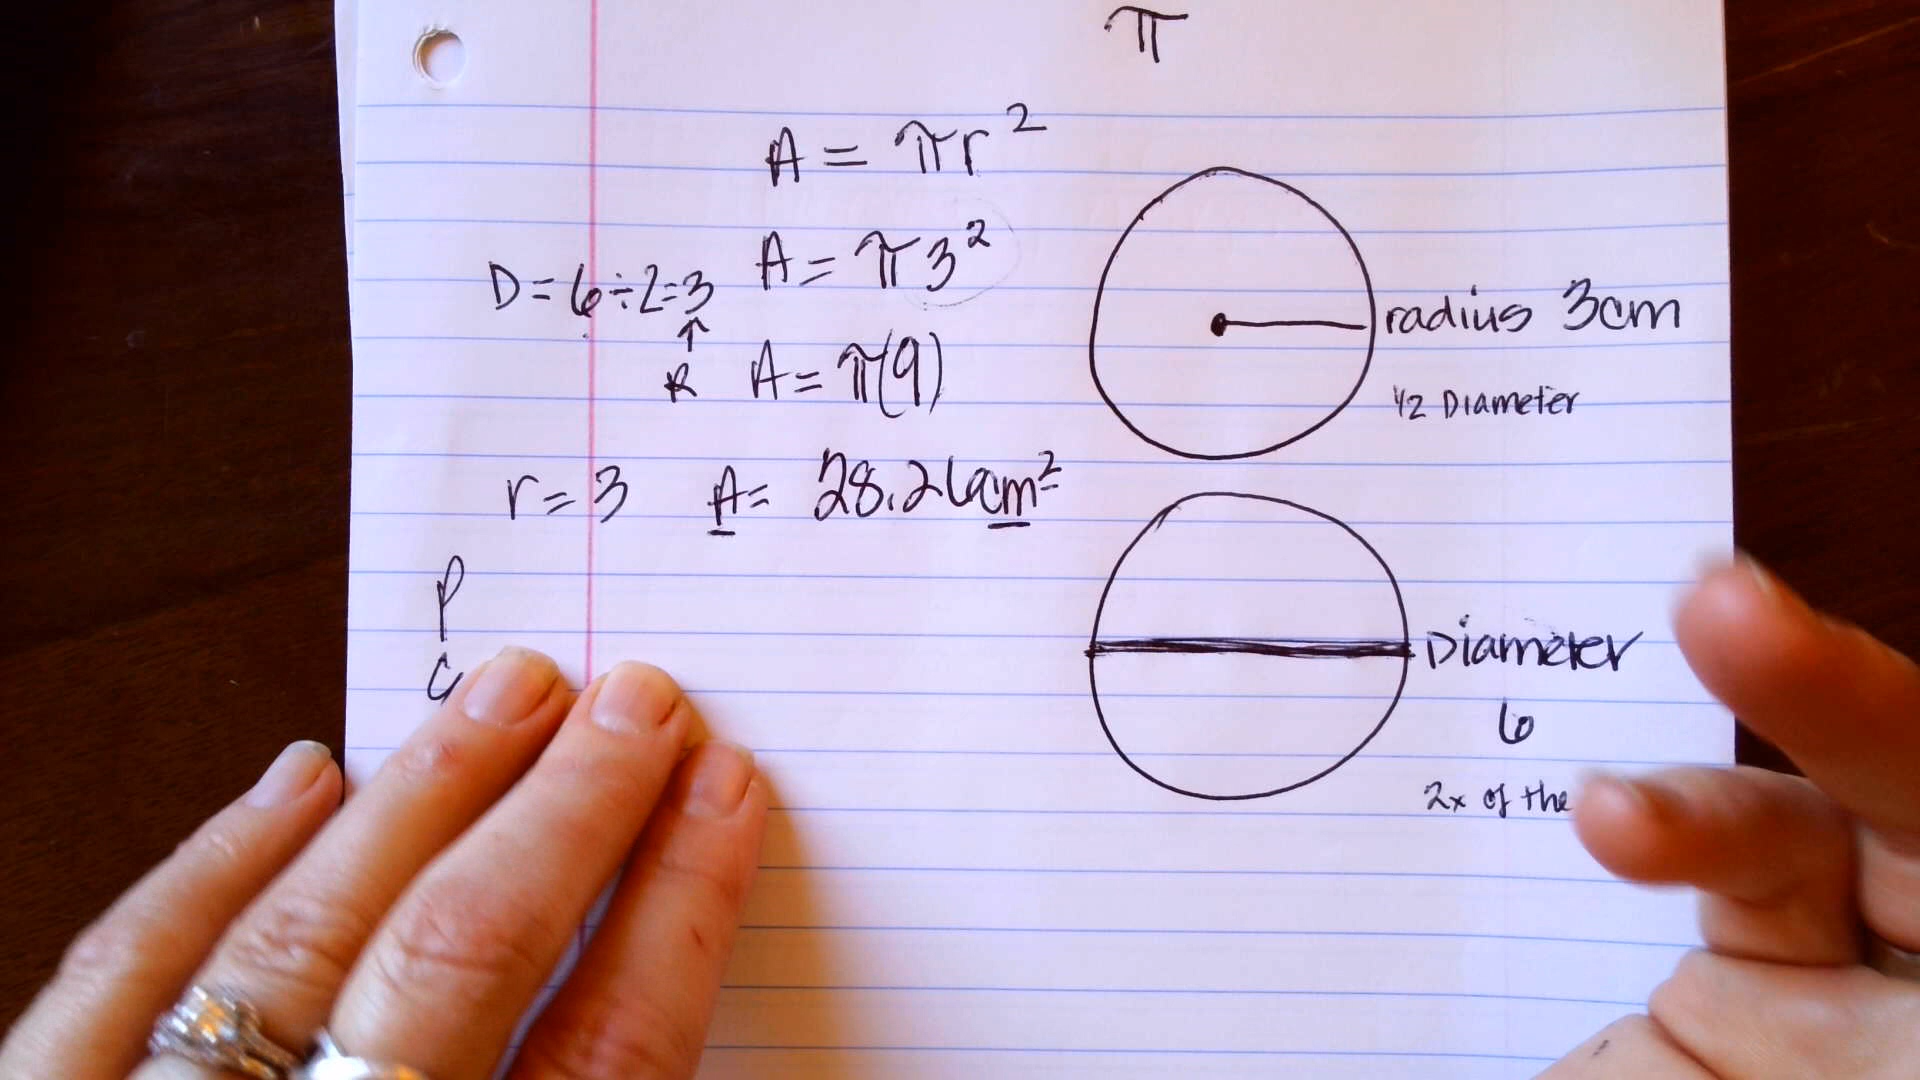 π
A = πr²
A = π3²
D = 6÷2=3
↑
R
A = π(9)
radius 3cm
1/2 Diameter
r = 3
A = 28.26cm²
P
C
Diameter
6
2x of the